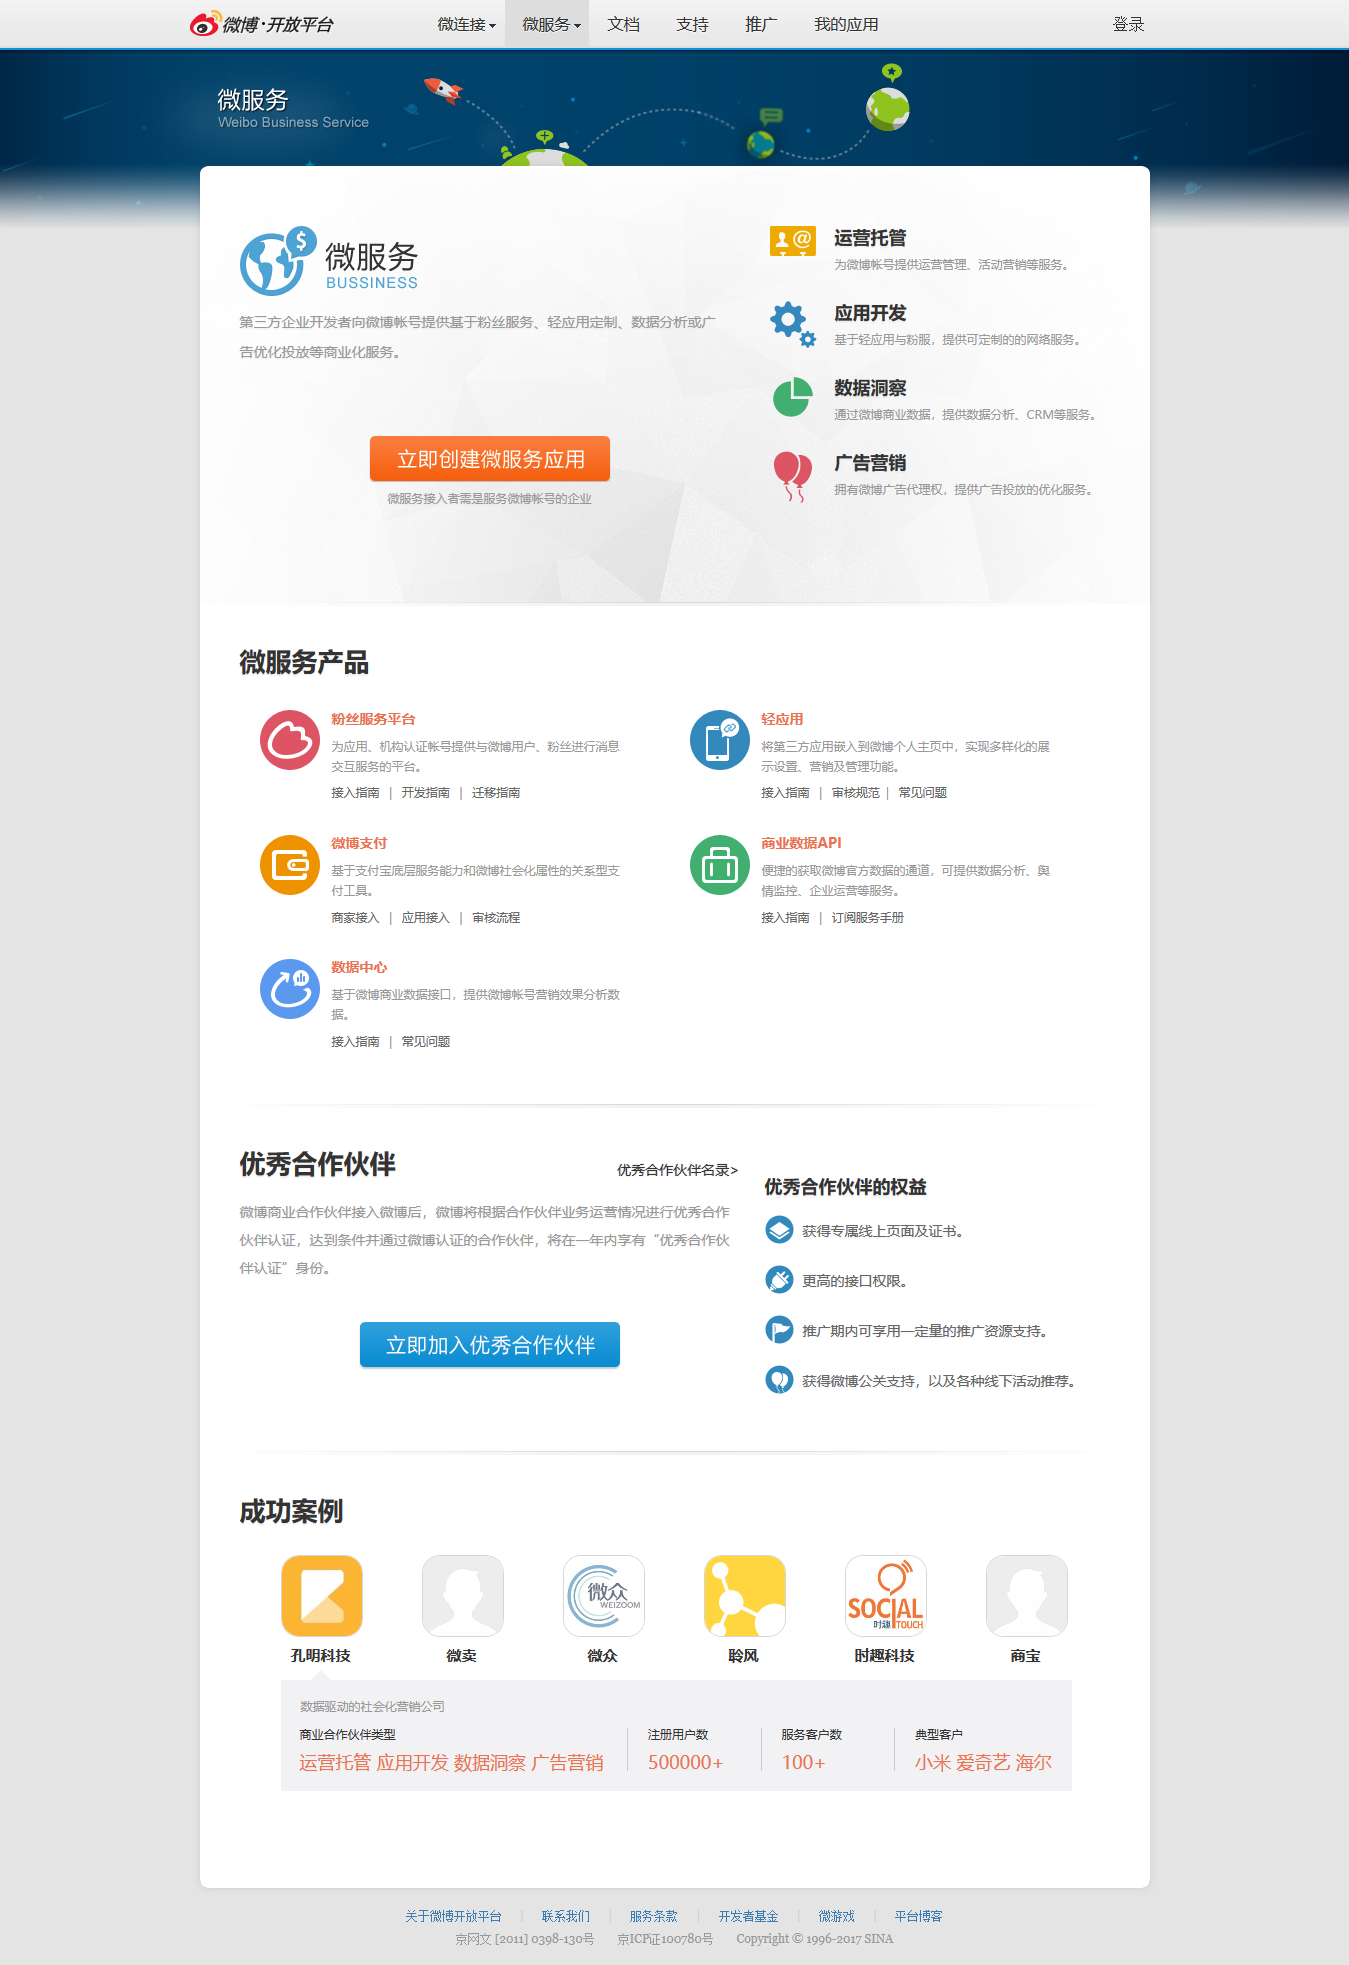 微博·开放平台
微连接
微服务
文档
支持
推广
我的应用
登录
微服务
Weibo Business Service
微服务
BUSSINESS
第三方企业开发者向微博帐号提供基于粉丝服务、轻应用定制、数据分析或广
告优化投放等商业化服务。
立即创建微服务应用
微服务接入者需是服务微博帐号的企业
运营托管
为微博帐号提供运营管理、活动营销等服务。
应用开发
基于轻应用与粉服，提供可定制的的网络服务。
数据洞察
通过微博商业数据，提供数据分析、CRM等服务。
广告营销
拥有微博广告代理权，提供广告投放的优化服务。
微服务产品
粉丝服务平台
为应用、机构认证帐号提供与微博用户、粉丝进行消息
交互服务的平台。
接入指南 | 开发指南 | 迁移指南
轻应用
将第三方应用嵌入到微博个人主页中，实现多样化的展
示设置、营销及管理功能。
接入指南 | 审核规范 | 常见问题
微博支付
基于支付宝底层服务能力和微博社会化属性的关系型支
付工具。
商家接入 | 应用接入 | 审核流程
商业数据API
便捷的获取微博官方数据的通道，可提供数据分析、舆
情监控、企业运营等服务。
接入指南 | 订阅服务手册
数据中心
基于微博商业数据接口，提供微博帐号营销效果分析数
据。
接入指南 | 常见问题
优秀合作伙伴
优秀合作伙伴名录>
微博商业合作伙伴接入微博后，微博将根据合作伙伴业务运营情况进行优秀合作
伙伴认证，达到条件并通过微博认证的合作伙伴，将在一年内享有“优秀合作伙
伴认证”身份。
立即加入优秀合作伙伴
优秀合作伙伴的权益
获得专属线上页面及证书。
更高的接口权限。
推广期内可享用一定量的推广资源支持。
获得微博公关支持，以及各种线下活动推荐。
成功案例
微众
WEIZOOM
SOCIAL
时趣 TOUCH
孔明科技
微卖
微众
聆风
时趣科技
商宝
数据驱动的社会化营销公司
商业合作伙伴类型
运营托管 应用开发 数据洞察 广告营销
注册用户数
500000+
服务客户数
100+
典型客户
小米 爱奇艺 海尔
关于微博开放平台 | 联系我们 | 服务条款 | 开发者基金 | 微游戏 | 平台博客
京网文 [2011] 0398-130号 京ICP证100780号 Copyright © 1996-2017 SINA